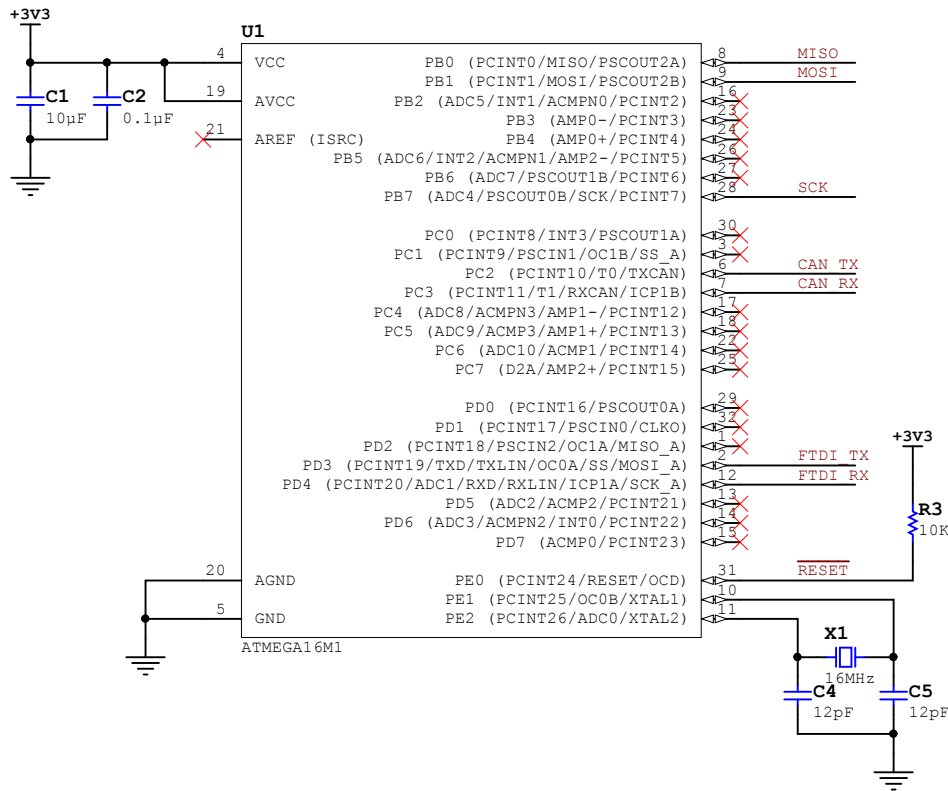 +3V3
U1
4 VCC PB0 (PCINT0/MISO/PSCOUT2A) 8 MISO
PB1 (PCINT1/MOSI/PSCOUT2B) 9 MOSI
C1 C2 19 AVCC PB2 (ADC5/INT1/ACMPN0/PCINT2) 16
10µF 0.1µF PB3 (AMP0-/PCINT3) 23
21 AREF (ISRC) PB4 (AMP0+/PCINT4) 24
PB5 (ADC6/INT2/ACMPN1/AMP2-/PCINT5) 26
PB6 (ADC7/PSCOUT1B/PCINT6) 27
PB7 (ADC4/PSCOUT0B/SCK/PCINT7) 28 SCK
PC0 (PCINT8/INT3/PSCOUT1A) 30
PC1 (PCINT9/PSCIN1/OC1B/SS_A) 3
PC2 (PCINT10/T0/TXCAN) 6 CAN_TX
PC3 (PCINT11/T1/RXCAN/ICP1B) 7 CAN_RX
PC4 (ADC8/ACMPN3/AMP1-/PCINT12) 17
PC5 (ADC9/ACMP3/AMP1+/PCINT13) 18
PC6 (ADC10/ACMP1/PCINT14) 22
PC7 (D2A/AMP2+/PCINT15) 25
PD0 (PCINT16/PSCOUT0A) 29
PD1 (PCINT17/PSCIN0/CLKO) 32
PD2 (PCINT18/PSCIN2/OC1A/MISO_A) 1
+3V3
PD3 (PCINT19/TXD/TXLIN/OC0A/SS/MOSI_A) 2 FTDI_TX
PD4 (PCINT20/ADC1/RXD/RXLIN/ICP1A/SCK_A) 12 FTDI_RX
PD5 (ADC2/ACMP2/PCINT21) 13
R3
PD6 (ADC3/ACMPN2/INT0/PCINT22) 14
10K
PD7 (ACMP0/PCINT23) 15
20 AGND PE0 (PCINT24/RESET/OCD) 31 RESET
PE1 (PCINT25/OC0B/XTAL1) 10
5 GND PE2 (PCINT26/ADC0/XTAL2) 11
ATMEGA16M1
X1
16MHz
C4 C5
12pF 12pF